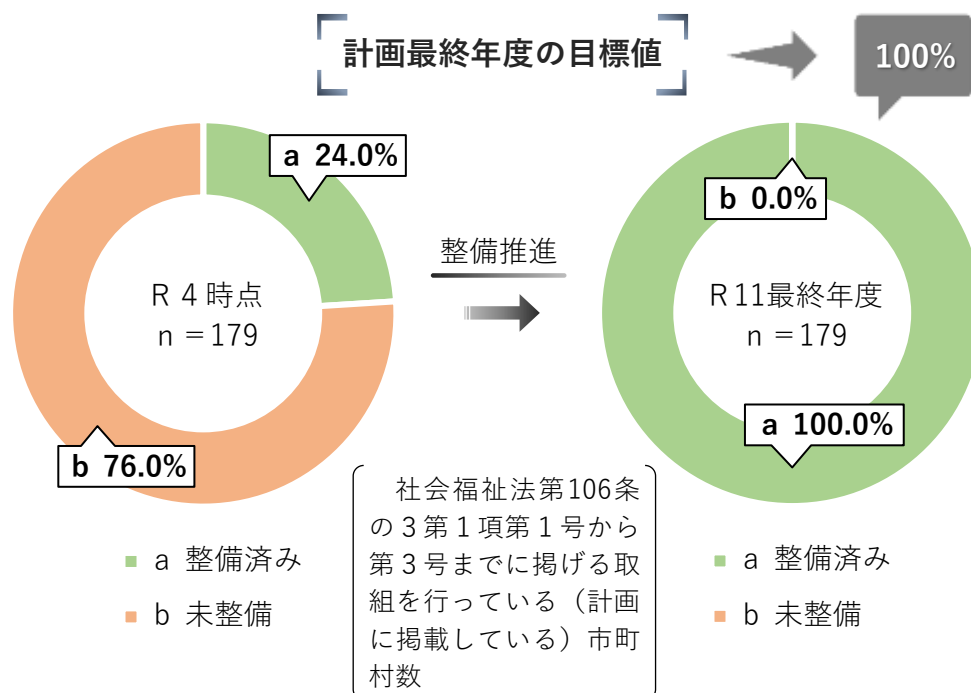 計画最終年度の目標値
100%
a 24.0%
b 76.0%
R４時点
n＝179
整備推進
b 0.0%
R11最終年度
n＝179
a 100.0%
a 整備済み
b 未整備
社会福祉法第106条
の３第１項第１号から
第３号までに掲げる取
組を行っている（計画
に掲載している）市町
村数
a 整備済み
b 未整備